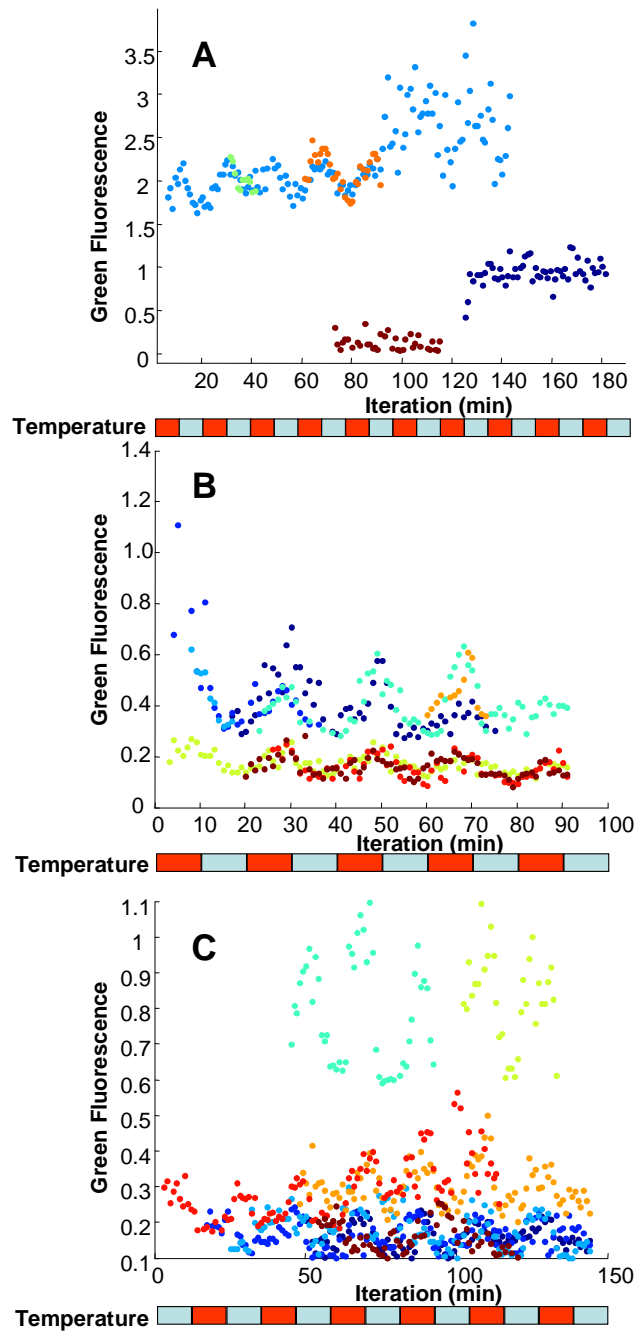 A
Green Fluorescence
3.5
3
2.5
2
1.5
1
0.5
0
20 40 60 80 100 120 140 160 180
Iteration (min)
Temperature
B
Green Fluorescence
1.4
1.2
1.0
0.8
0.6
0.4
0.2
0
0 10 20 30 40 50 60 70 80 90 100
Iteration (min)
Temperature
C
Green Fluorescence
1.1
1
0.9
0.8
0.7
0.6
0.5
0.4
0.3
0.2
0.1
0 50 100 150
Iteration (min)
Temperature